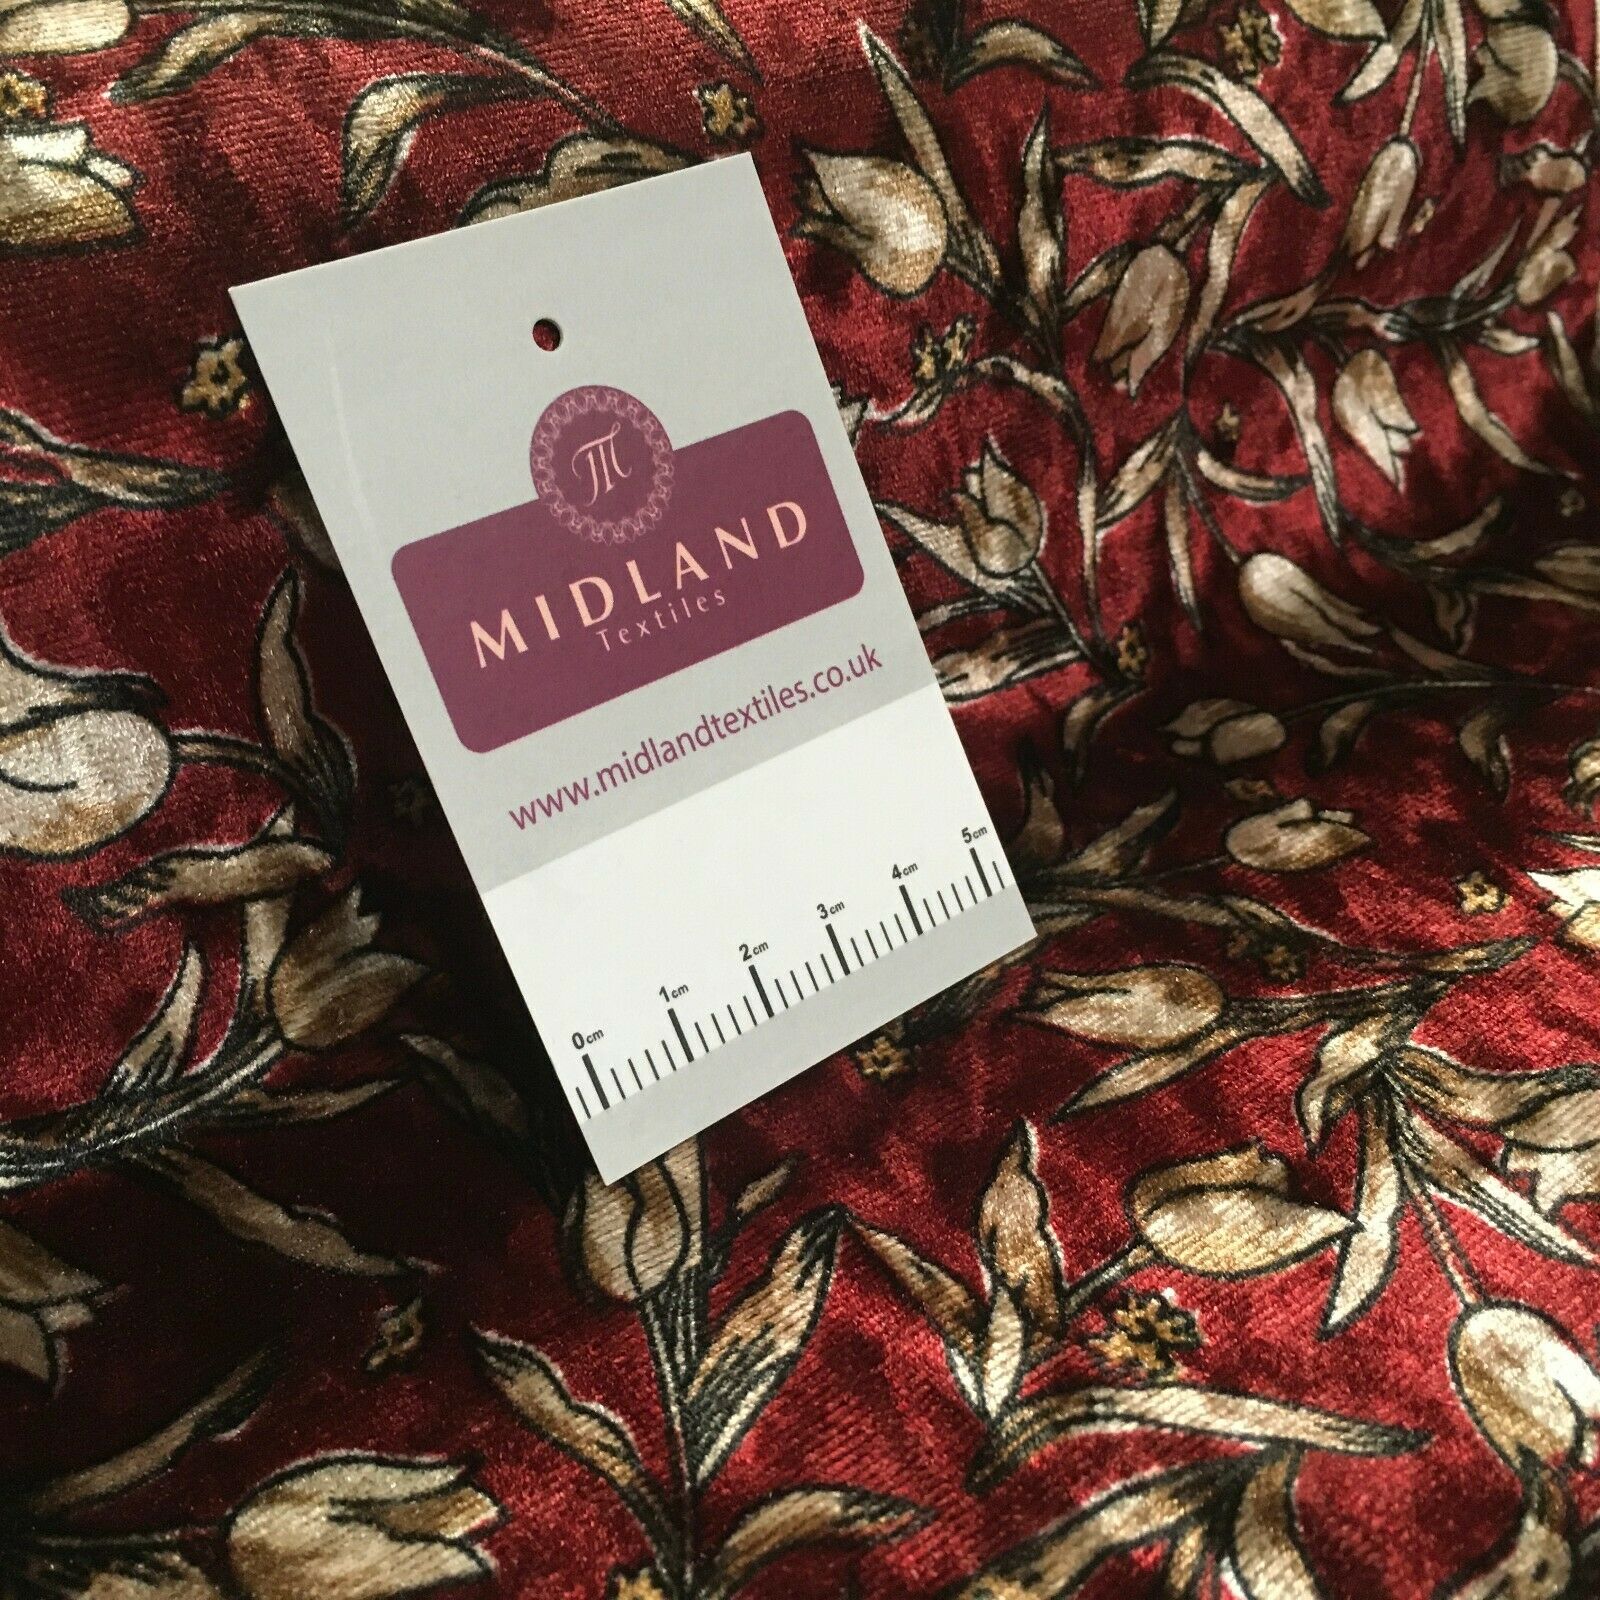 M
MIDLAND
Textiles
www.midlandtextiles.co.uk
0cm 1cm 2cm 3cm 4cm 5cm